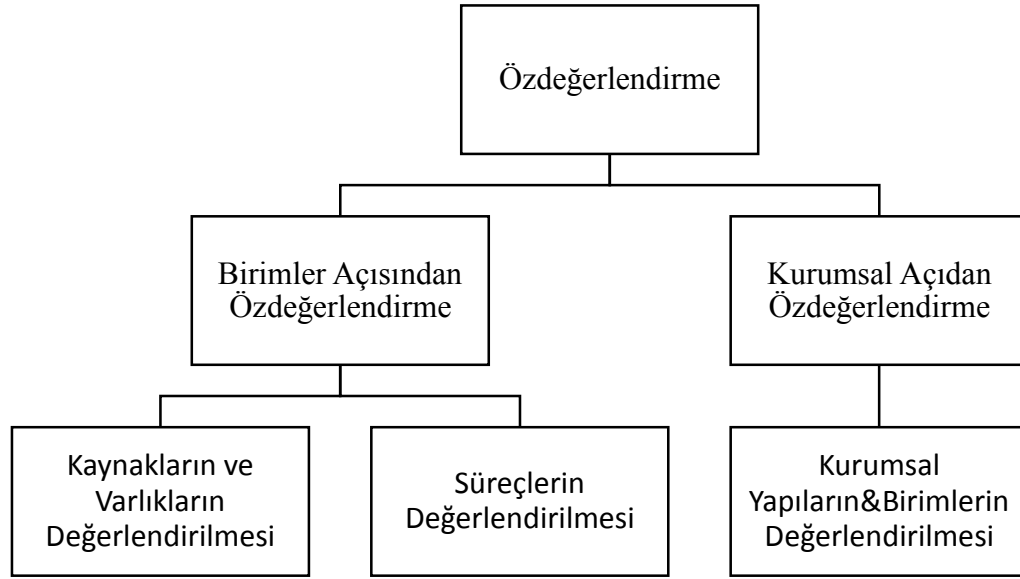 Özdeğerlendirme
Birimler Açısından
Özdeğerlendirme
Kurumsal Açıdan
Özdeğerlendirme
Kaynakların ve
Varlıkların
Değerlendirilmesi
Süreçlerin
Değerlendirilmesi
Kurumsal
Yapıların&Birimlerin
Değerlendirilmesi